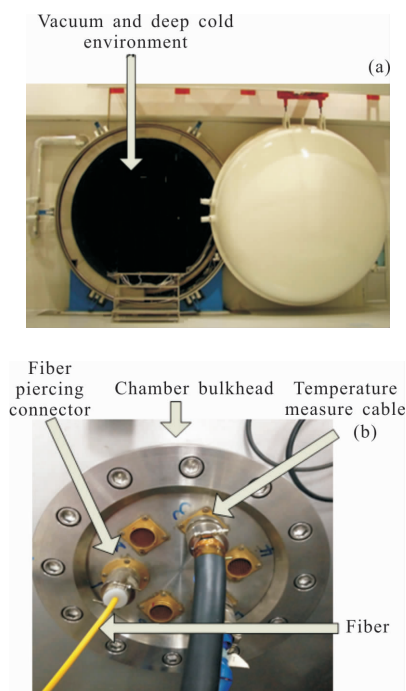 Vacuum and deep cold
environment
(a)
Fiber
piercing
connector
Chamber bulkhead
Temperature
measure cable
(b)
Fiber